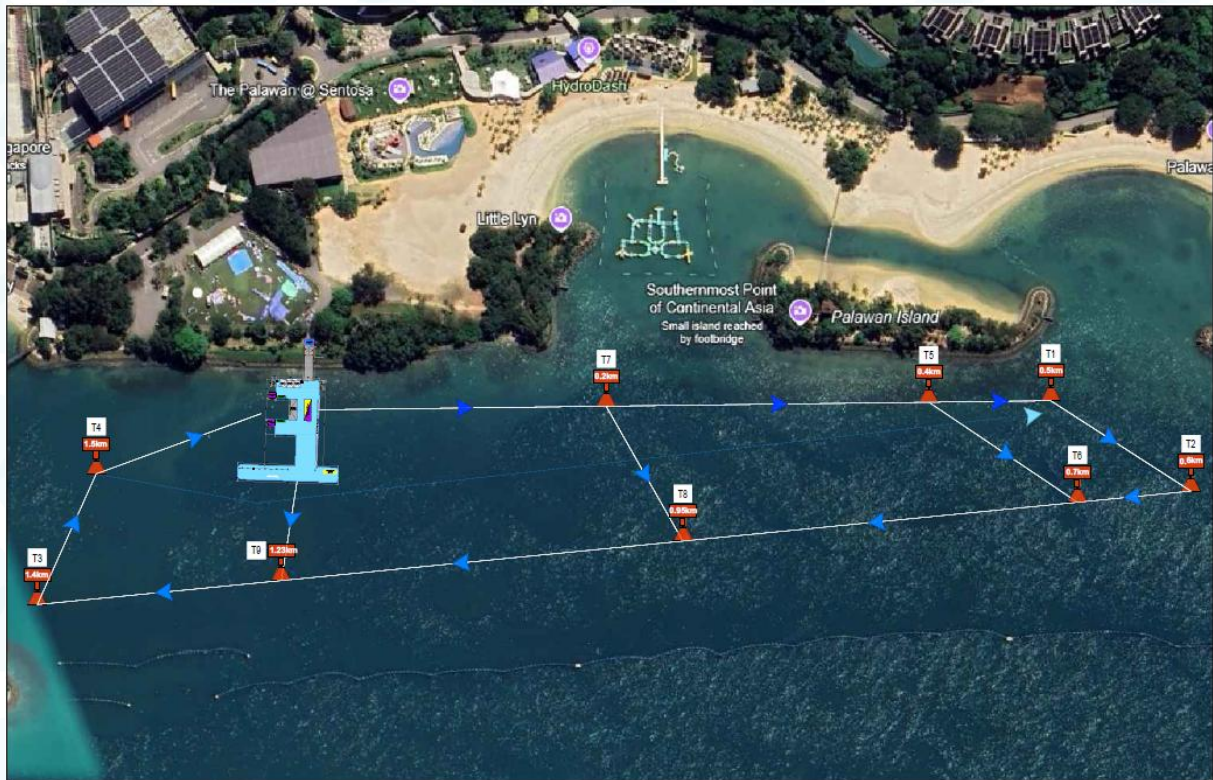 The Palawan @ Sentosa
HydroDash
gapore
Palawa
Little Lyn
Southernmost Point
of Continental Asia
Small island reached
by footbridge
Palawan Island
T7
0.2km
T5
0.4km
T1
0.5km
T4
1.5km
T2
0.6km
T6
0.7km
T8
0.95km
T9
1.23km
T3
1.4km